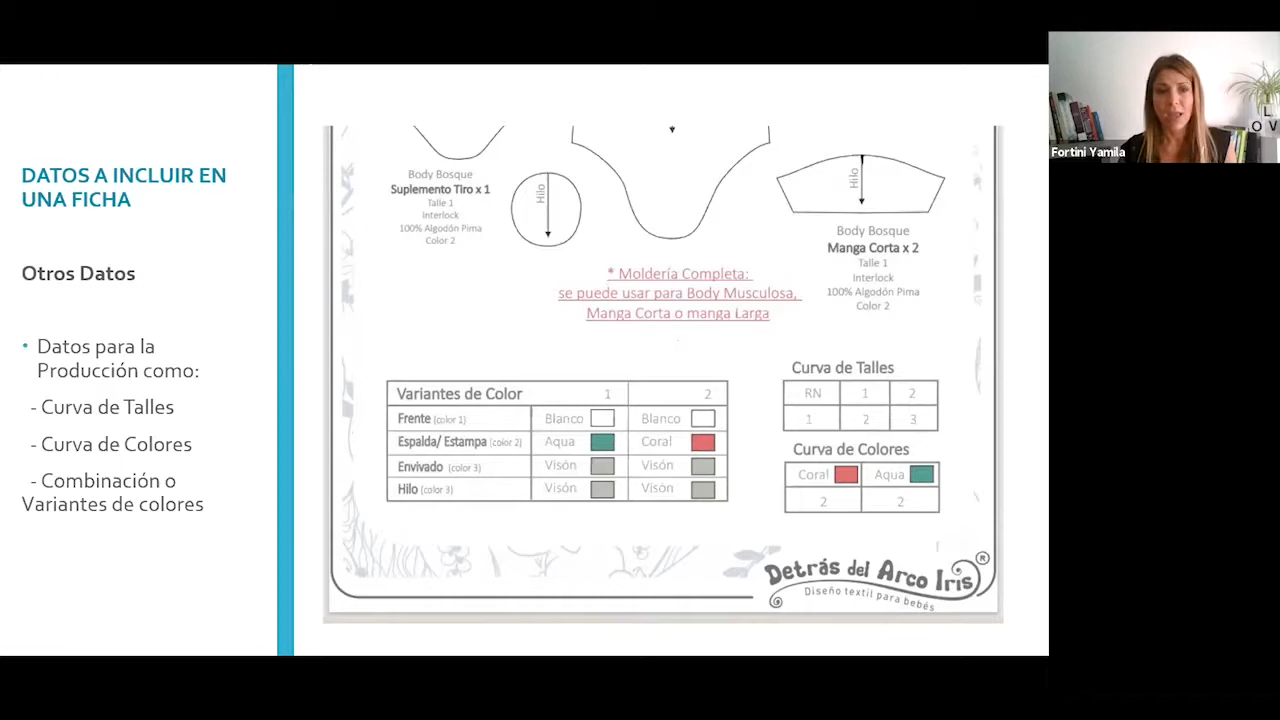 DATOS A INCLUIR EN
UNA FICHA
Otros Datos
• Datos para la
Producción como:
- Curva de Talles
- Curva de Colores
- Combinación o
Variantes de colores
Body Bosque
Suplemento Tiro x 1
Talle 1
Interlock
100% Algodón Pima
Color 2
Hilo
Hilo
Body Bosque
Manga Corta x 2
Talle 1
Interlock
100% Algodón Pima
Color 2
* Moldería Completa:
se puede usar para Body Musculosa,
Manga Corta o manga Larga
Variantes de Color 1 2
Frente (color 1) Blanco Blanco
Espalda/ Estampa (color 2) Aqua Coral
Envivado (color 3) Visón Visón
Hilo (color 3) Visón Visón
Curva de Talles
RN 1 2
1 2 3
Curva de Colores
Coral Aqua
2 2
Detrás del Arco Iris ®
Diseño textil para bebés
Fortini Yamila
L
O V